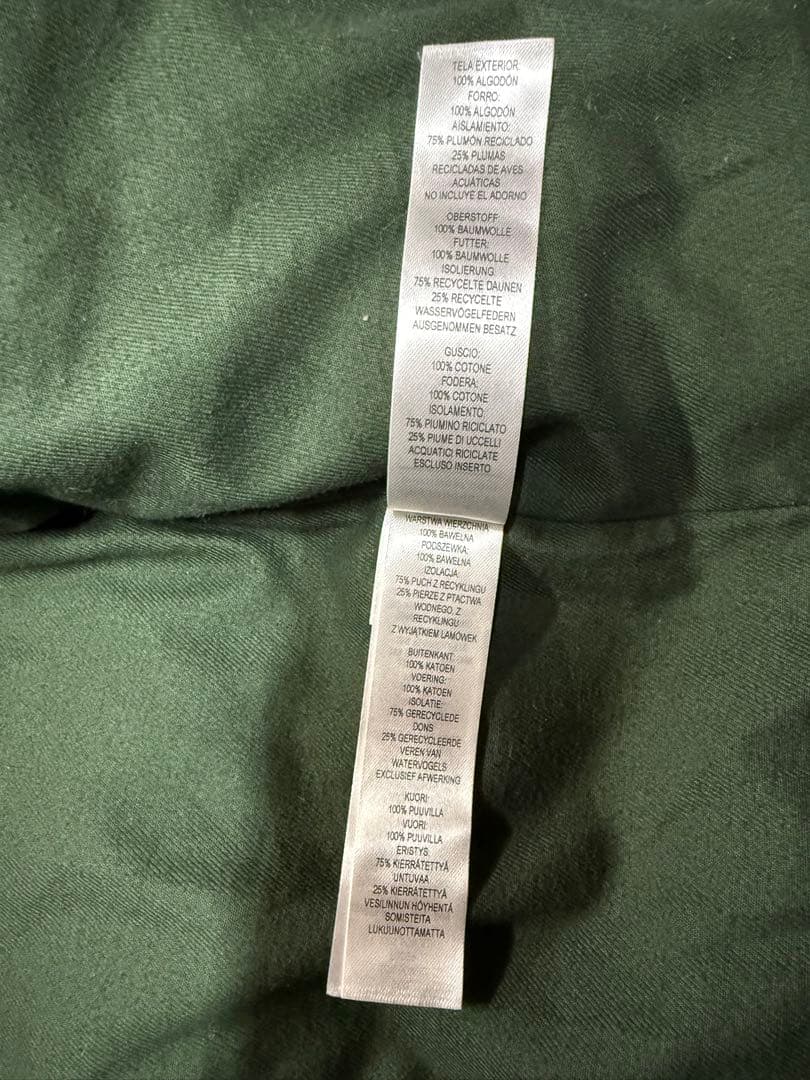 TELA EXTERIOR:
100% ALGODÓN
FORRO:
100% ALGODÓN
AISLAMIENTO:
75% PLUMÓN RECICLADO
25% PLUMAS
RECICLADAS DE AVES
ACUÁTICAS
NO INCLUYE EL ADORNO
OBERSTOFF:
100% BAUMWOLLE
FUTTER:
100% BAUMWOLLE
ISOLIERUNG:
75% RECYCELTE DAUNEN
25% RECYCELTE
WASSERVÖGELFEDERN
AUSGENOMMEN BESATZ
GUSCIO:
100% COTONE
FODERA:
100% COTONE
ISOLAMENTO:
75% PIUMINO RICICLATO
25% PIUME DI UCCELLI
ACQUATICI RICICLATE
ESCLUSO INSERTO
WARSTWA WIERZCHNIA
100% BAWEŁNA
PODSZEWKA:
100% BAWEŁNA
IZOLACJA:
75% PUCH Z RECYKLINGU
25% PIERZE Z PTACTWA
WODNEGO, Z
RECYKLINGU
Z WYJĄTKIEM LAMÓWEK
BUITENKANT:
100% KATOEN
VOERING:
100% KATOEN
ISOLATIE:
75% GERECYCLEDE
DONS
25% GERECYCLEERDE
VEREN VAN
WATERVOGELS
EXCLUSIEF AFWERKING
KUORI:
100% PUUVILLA
VUORI:
100% PUUVILLA
ERISTYS:
75% KIERRÄTETTYÄ
UNTUVAA
25% KIERRÄTETTYÄ
VESILINNUN HÖYHENTÄ
SOMISTEITA
LUKUUNOTTAMATTA